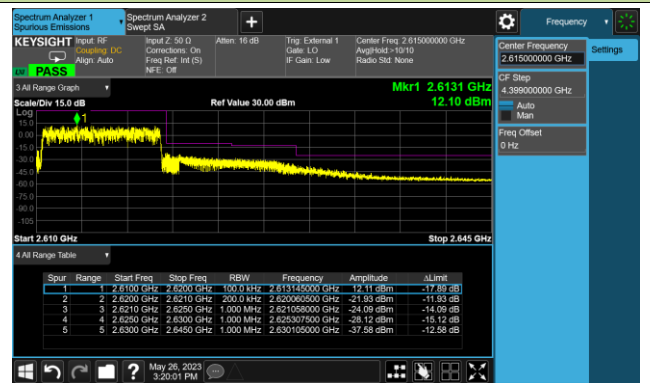 Spectrum Analyzer 1
Spurious Emissions
Spectrum Analyzer 2
Swept SA
Frequency
KEYSIGHT
Input: RF
Coupling: DC
Align: Auto
Input Z: 50 Ω
Corrections: On
Freq Ref: Int (S)
NFE: Off
Atten: 16 dB
Trig: External 1
Gate: LO
IF Gain: Low
Center Freq: 2.615000000 GHz
Avg|Hold:>10/10
Radio Std: None
PASS
Center Frequency
2.615000000 GHz
Settings
CF Step
4.399000000 GHz
Auto
Man
Freq Offset
0 Hz
3 All Range Graph
Mkr1 2.6131 GHz
12.10 dBm
Scale/Div 15.0 dB
Ref Value 30.00 dBm
Log
15.0
0.00
-15.0
-30.0
-45.0
-60.0
-75.0
-90.0
-105
1
Start 2.610 GHz
Stop 2.645 GHz
4 All Range Table
Spur Range Start Freq Stop Freq RBW Frequency Amplitude ΔLimit
1 1 2.6100 GHz 2.6200 GHz 100.0 kHz 2.613145000 GHz 12.11 dBm -17.89 dB
2 2 2.6200 GHz 2.6210 GHz 200.0 kHz 2.620060500 GHz -21.93 dBm -11.93 dB
3 3 2.6210 GHz 2.6250 GHz 1.000 MHz 2.621058000 GHz -24.09 dBm -14.09 dB
4 4 2.6250 GHz 2.6300 GHz 1.000 MHz 2.625307500 GHz -28.12 dBm -15.12 dB
5 5 2.6300 GHz 2.6450 GHz 1.000 MHz 2.630105000 GHz -37.58 dBm -12.58 dB
May 26, 2023
3:20:01 PM